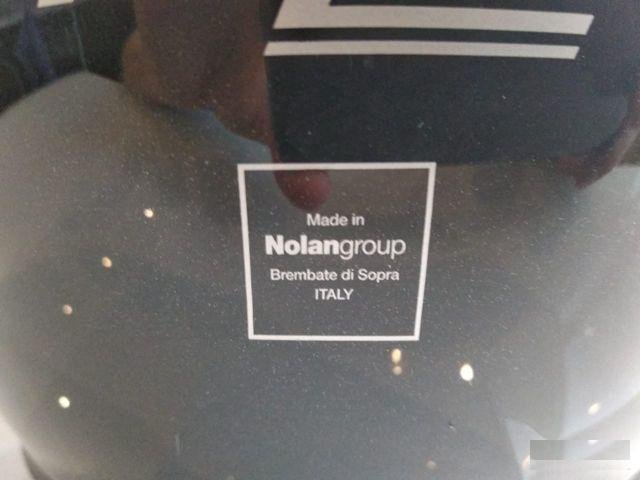 Made in
Nolangroup
Brembate di Sopra
ITALY